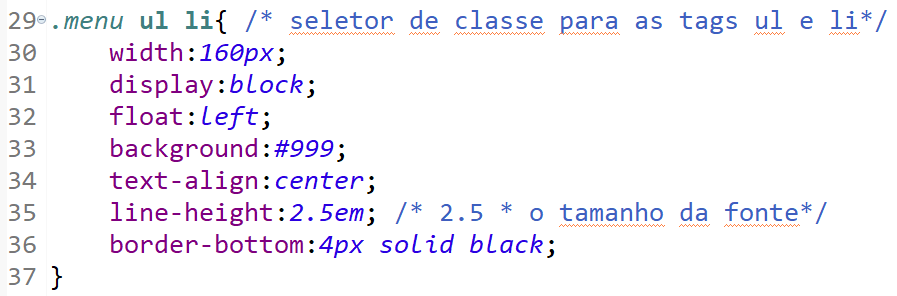 29 .menu ul li{ /* seletor de classe para as tags ul e li*/
30 width:160px;
31 display:block;
32 float:left;
33 background:#999;
34 text-align:center;
35 line-height:2.5em; /* 2.5 * o tamanho da fonte*/
36 border-bottom:4px solid black;
37 }